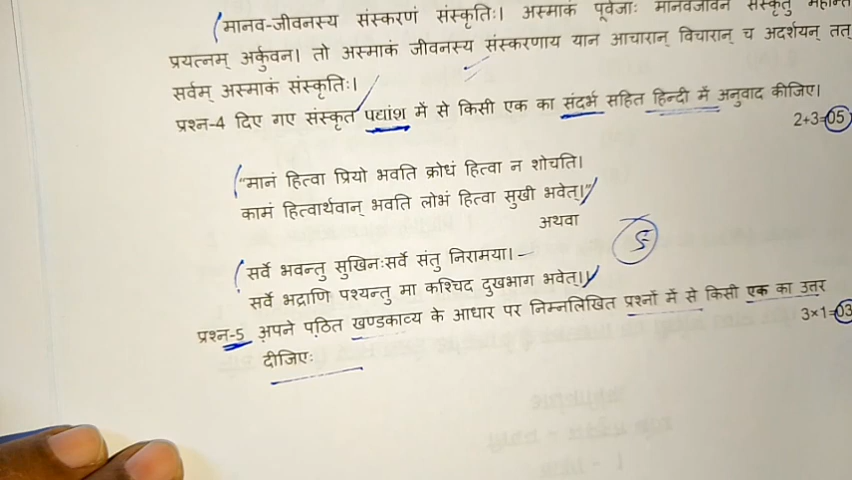 (मानव-जीवनस्य संस्करणं संस्कृतिः। अस्माकं पूर्वजाः मानवजीवनं संस्कृतु महान्त
प्रयत्नम् अर्कुवन। तो अस्माकं जीवनस्य संस्करणाय यान आचारान् विचारान् च अदर्शयन् तत्
सर्वम् अस्माकं संस्कृतिः।
प्रश्न-4 दिए गए संस्कृत पद्यांश में से किसी एक का संदर्भ सहित हिन्दी में अनुवाद कीजिए।
2+3=05
("मानं हित्वा प्रियो भवति क्रोधं हित्वा न शोचति।
कामं हित्वार्थवान् भवति लोभं हित्वा सुखी भवेत्।"
अथवा
5
(सर्वे भवन्तु सुखिनःसर्वे संतु निरामया।
सर्वे भद्राणि पश्यन्तु मा कश्चिद दुखभाग भवेत्।।
प्रश्न-5 अपने पठित खण्डकाव्य के आधार पर निम्नलिखित प्रश्नों में से किसी एक का उत्तर
3×1=03
दीजिएः